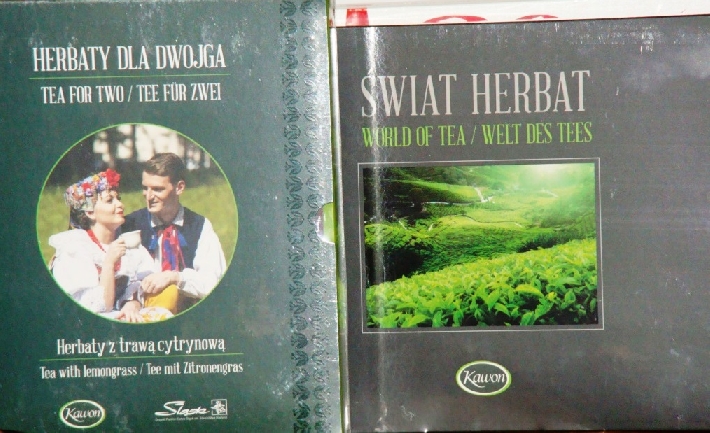 HERBATY DLA DWOJGA
TEA FOR TWO / TEE FÜR ZWEI
Herbaty z trawą cytrynową
Tea with lemongrass / Tee mit Zitronengras
Kawon
Śląsk
ŚWIAT HERBAT
WORLD OF TEA / WELT DES TEES
Kawon